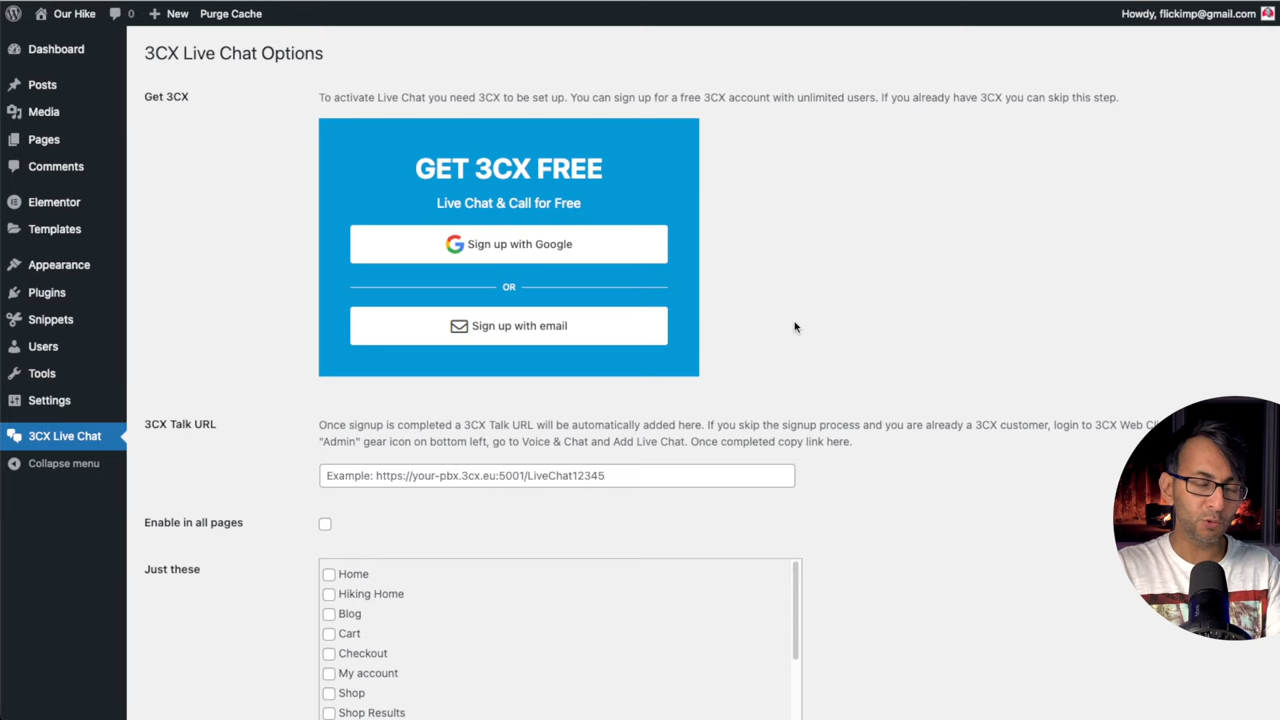 Our Hike
0
New
Purge Cache
Howdy, flickimp@gmail.com
Dashboard
Posts
Media
Pages
Comments
Elementor
Templates
Appearance
Plugins
Snippets
Users
Tools
Settings
3CX Live Chat
Collapse menu
3CX Live Chat Options
Get 3CX
To activate Live Chat you need 3CX to be set up. You can sign up for a free 3CX account with unlimited users. If you already have 3CX you can skip this step.
GET 3CX FREE
Live Chat & Call for Free
Sign up with Google
OR
Sign up with email
3CX Talk URL
Once signup is completed a 3CX Talk URL will be automatically added here. If you skip the signup process and you are already a 3CX customer, login to 3CX Web
"Admin" gear icon on bottom left, go to Voice & Chat and Add Live Chat. Once completed copy link here.
Example: https://your-pbx.3cx.eu:5001/LiveChat12345
Enable in all pages
Just these
Home
Hiking Home
Blog
Cart
Checkout
My account
Shop
Shop Results